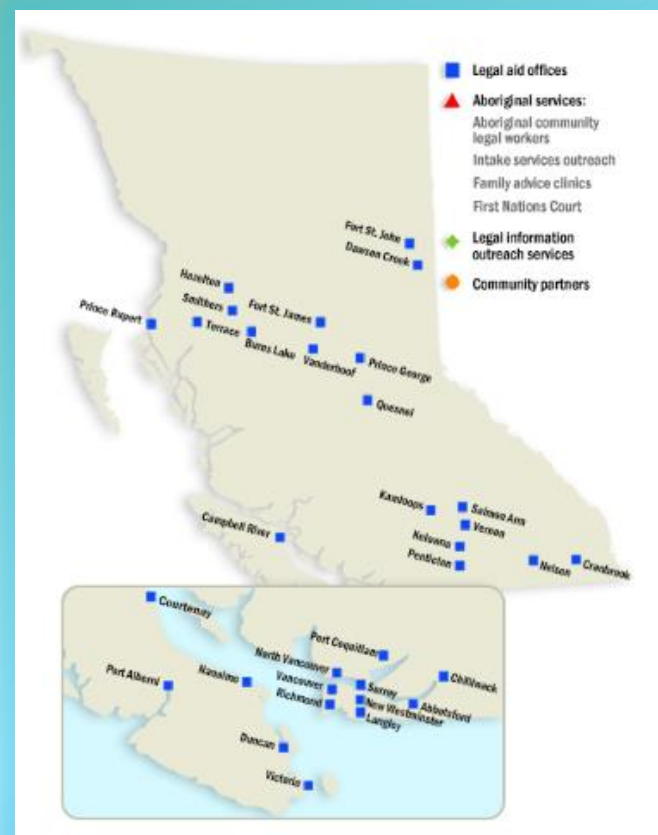 Legal aid offices
Aboriginal services:
Aboriginal community
legal workers
Intake services outreach
Family advice clinics
First Nations Court
Legal information
outreach services
Community partners
Fort St. John
Dawson Creek
Hazelton
Smithers
Fort St. James
Prince Rupert
Terrace
Burns Lake
Vanderhoof
Prince George
Quesnel
Kamloops
Salmon Arm
Vernon
Kelowna
Penticton
Nelson
Cranbrook
Campbell River
Courtenay
Port Coquitlam
North Vancouver
Chilliwack
Port Alberni
Nanaimo
Vancouver
Surrey
Richmond
New Westminster
Abbotsford
Langley
Duncan
Victoria